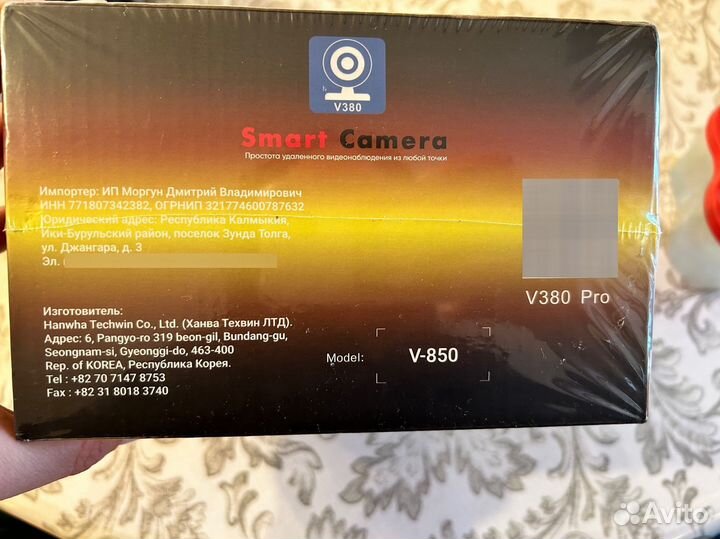 V380
Smart Camera
Простота удаленного видеонаблюдения из любой точки
Импортер: ИП Моргун Дмитрий Владимирович
ИНН 771807342382, ОГРНИП 321774600787632
Юридический адрес: Республика Калмыкия,
Ики-Бурульский район, поселок Зунда Толга,
ул. Джангара, д. 3
Эл.
V380 Pro
Изготовитель:
Hanwha Techwin Co., Ltd. (Ханва Техвин ЛТД).
Адрес: 6, Pangyo-ro 319 beon-gil, Bundang-gu,
Seongnam-si, Gyeonggi-do, 463-400
Rep. of KOREA, Республика Корея.
Tel : +82 70 7147 8753
Fax : +82 31 8018 3740
Model: V-850
Avito